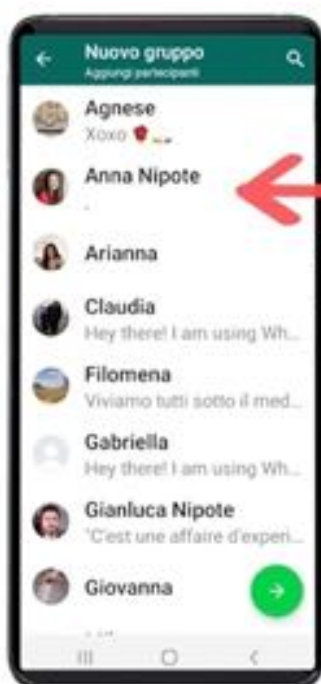 Nuovo gruppo
Aggiungi partecipanti
Agnese
Xoxo
Anna Nipote
.
Arianna
Claudia
Hey there! I am using Wh...
Filomena
Viviamo tutti sotto il med...
Gabriella
Hey there! I am using Wh...
Gianluca Nipote
"C'est une affaire d'experi...
Giovanna